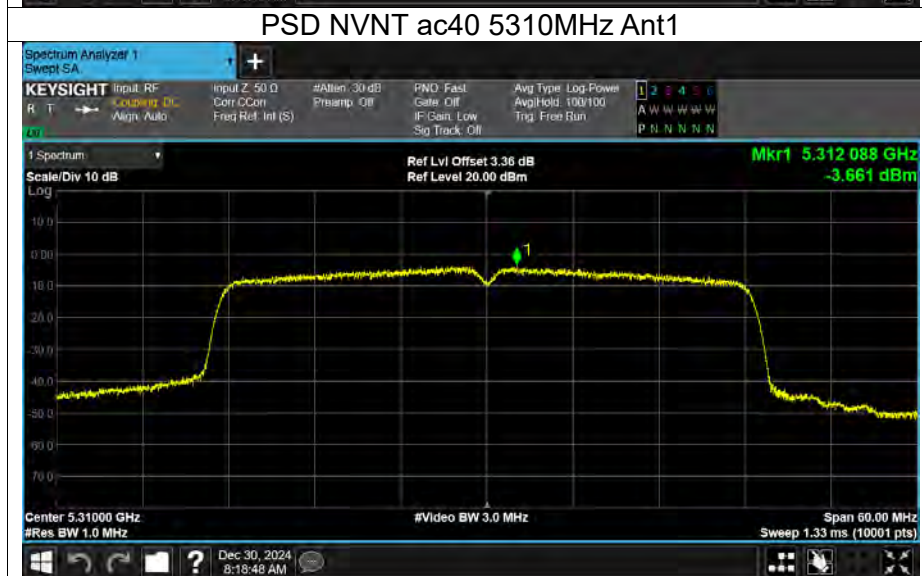 PSD NVNT ac40 5310MHz Ant1
Spectrum Analyzer 1
Swept SA
+
KEYSIGHT Input: RF
R T
Coupling: DC
Align: Auto
Input Z: 50 Ω
Corr CCorr
Freq Ref: Int (S)
#Atten: 30 dB
Preamp: Off
PNO: Fast
Gate: Off
IF Gain: Low
Sig Track: Off
Avg Type: Log-Power
Avg|Hold: 100/100
Trig: Free Run
1 2 3 4 5 6
A W W W W W
P N N N N N
LXI
1 Spectrum
Scale/Div 10 dB
Log
Ref Lvl Offset 3.36 dB
Ref Level 20.00 dBm
Mkr1 5.312 088 GHz
-3.661 dBm
10.0
0.00
-10.0
-20.0
-30.0
-40.0
-50.0
-60.0
-70.0
1
Center 5.31000 GHz
#Res BW 1.0 MHz
#Video BW 3.0 MHz
Span 60.00 MHz
Sweep 1.33 ms (10001 pts)
?
Dec 30, 2024
8:18:48 AM